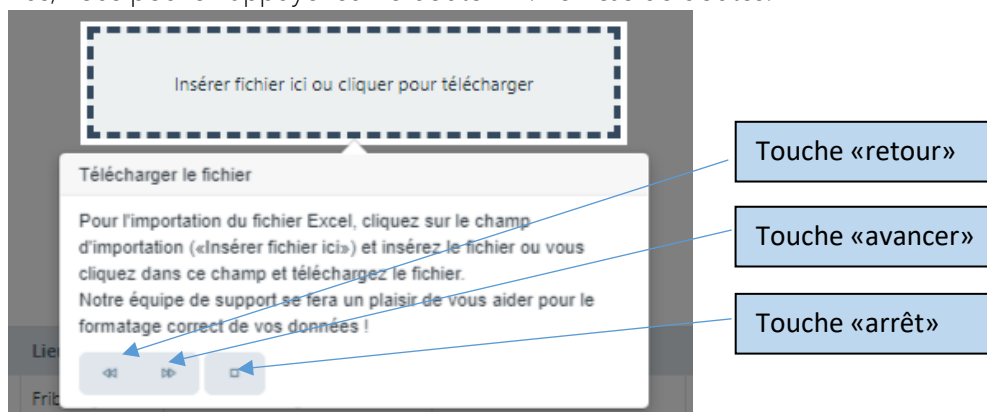 Insérer fichier ici ou cliquer pour télécharger
Télécharger le fichier
Pour l'importation du fichier Excel, cliquez sur le champ
d'importation («Insérer fichier ici») et insérez le fichier ou vous
cliquez dans ce champ et téléchargez le fichier.
Notre équipe de support se fera un plaisir de vous aider pour le
formatage correct de vos données !
Touche «retour»
Touche «avancer»
Touche «arrêt»
Lie
Frib